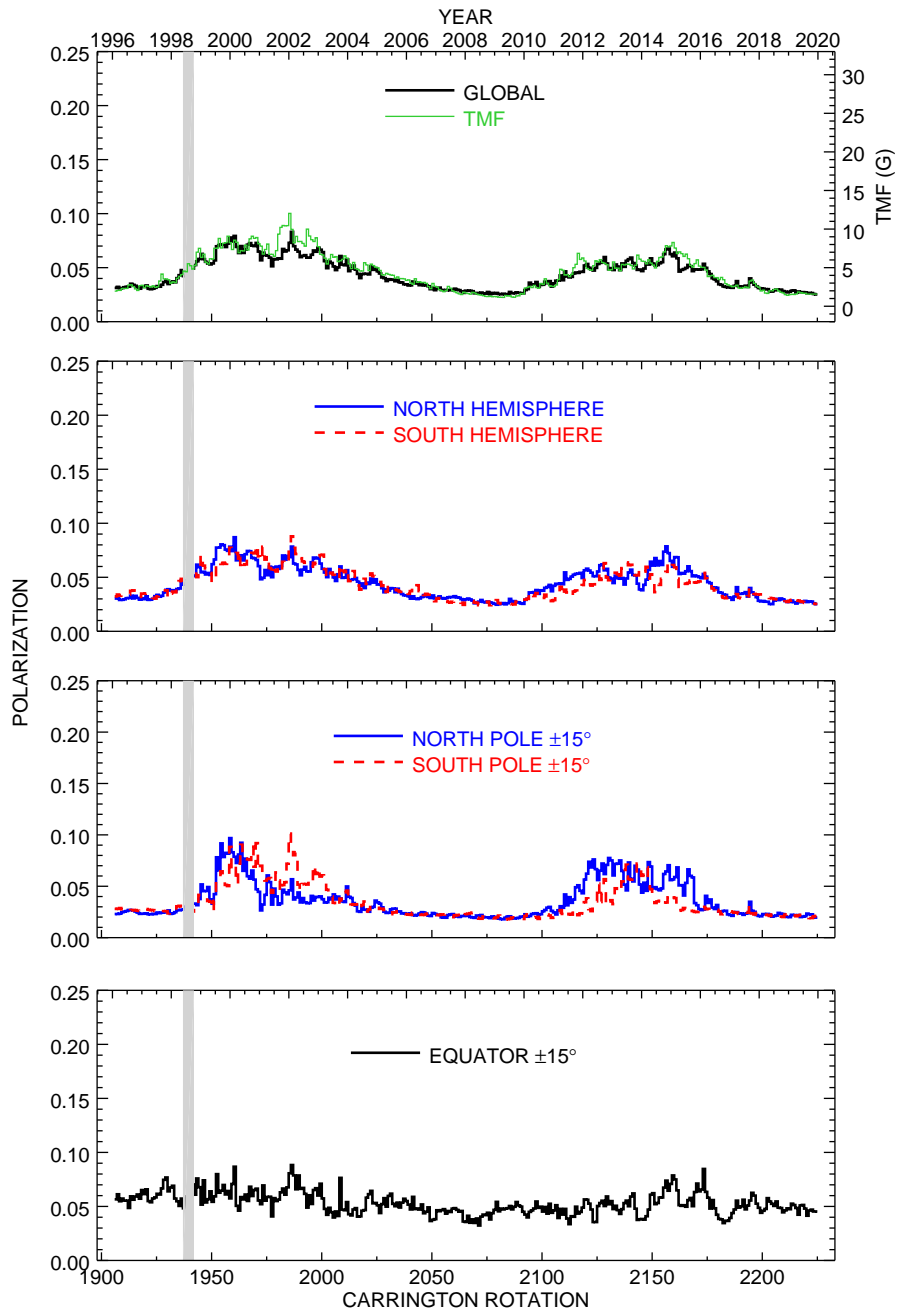 YEAR
1996 1998 2000 2002 2004 2006 2008 2010 2012 2014 2016 2018 2020
0.25
0.20
0.15
0.10
0.05
0.00
GLOBAL
TMF
30
25
20
15
10
5
0
TMF (G)
0.25
0.20
0.15
0.10
0.05
0.00
NORTH HEMISPHERE
SOUTH HEMISPHERE
POLARIZATION
0.25
0.20
0.15
0.10
0.05
0.00
NORTH POLE ±15°
SOUTH POLE ±15°
0.25
0.20
0.15
0.10
0.05
0.00
EQUATOR ±15°
1900 1950 2000 2050 2100 2150 2200
CARRINGTON ROTATION